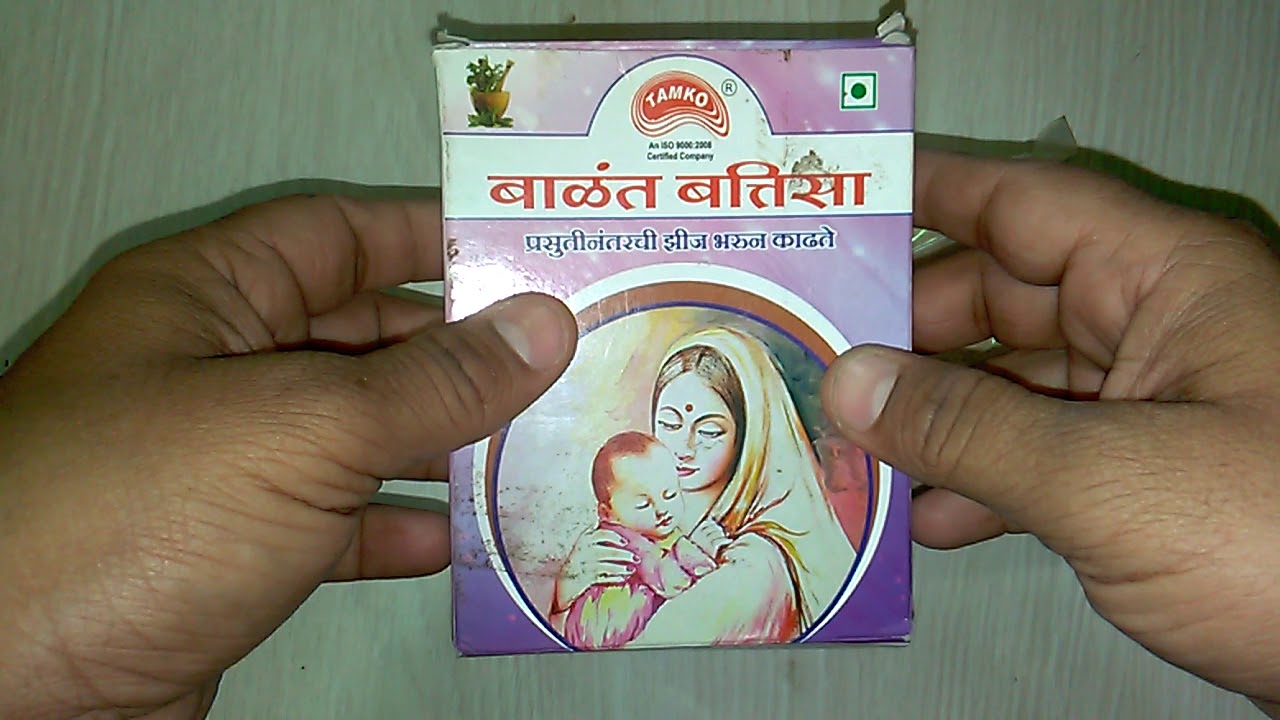 TAMKO ®
An ISO 9000:2008
Certified Company
बाळंत बत्तिसा
प्रसुतीनंतरची झीज भरुन काढते